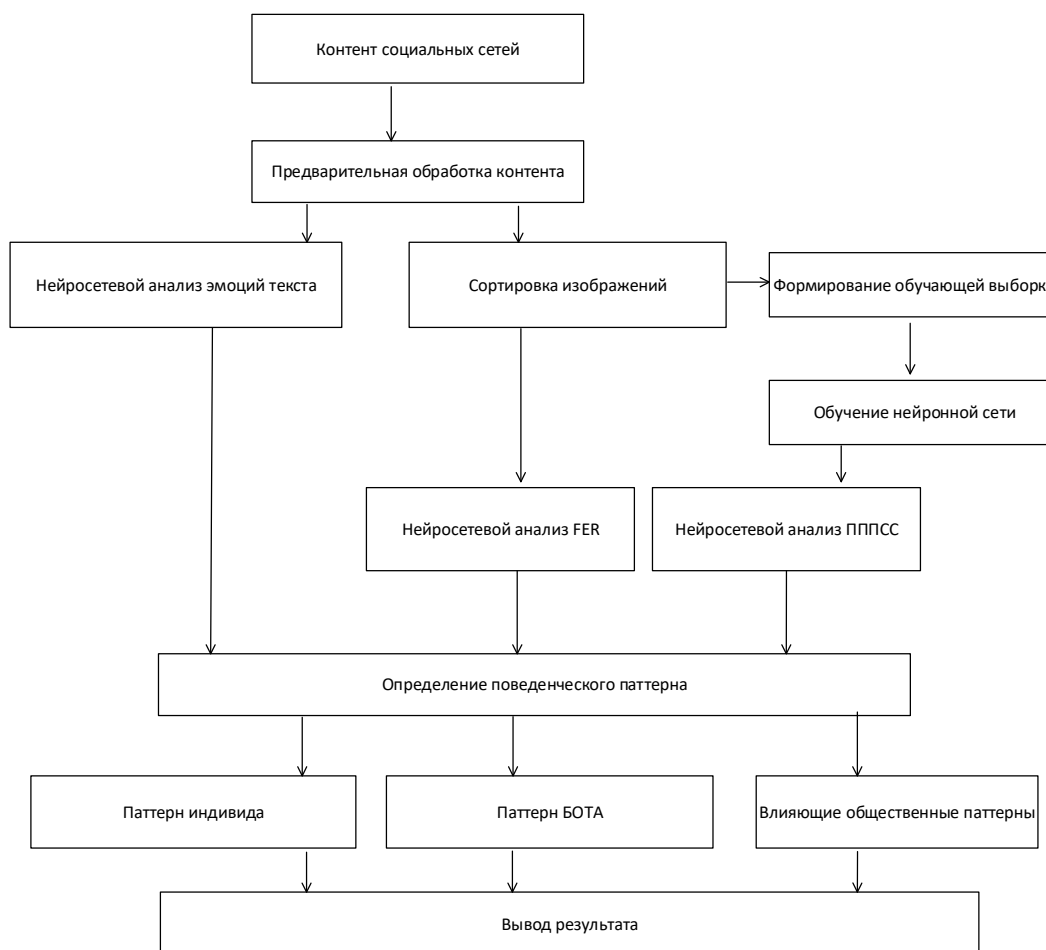 Контент социальных сетей
Предварительная обработка контента
Нейросетевой анализ эмоций текста
Сортировка изображений
Формирование обучающей выборк
Обучение нейронной сети
Нейросетевой анализ FER
Нейросетевой анализ ПППСС
Определение поведенческого паттерна
Паттерн индивида
Паттерн БОТА
Влияющие общественные паттерны
Вывод результата